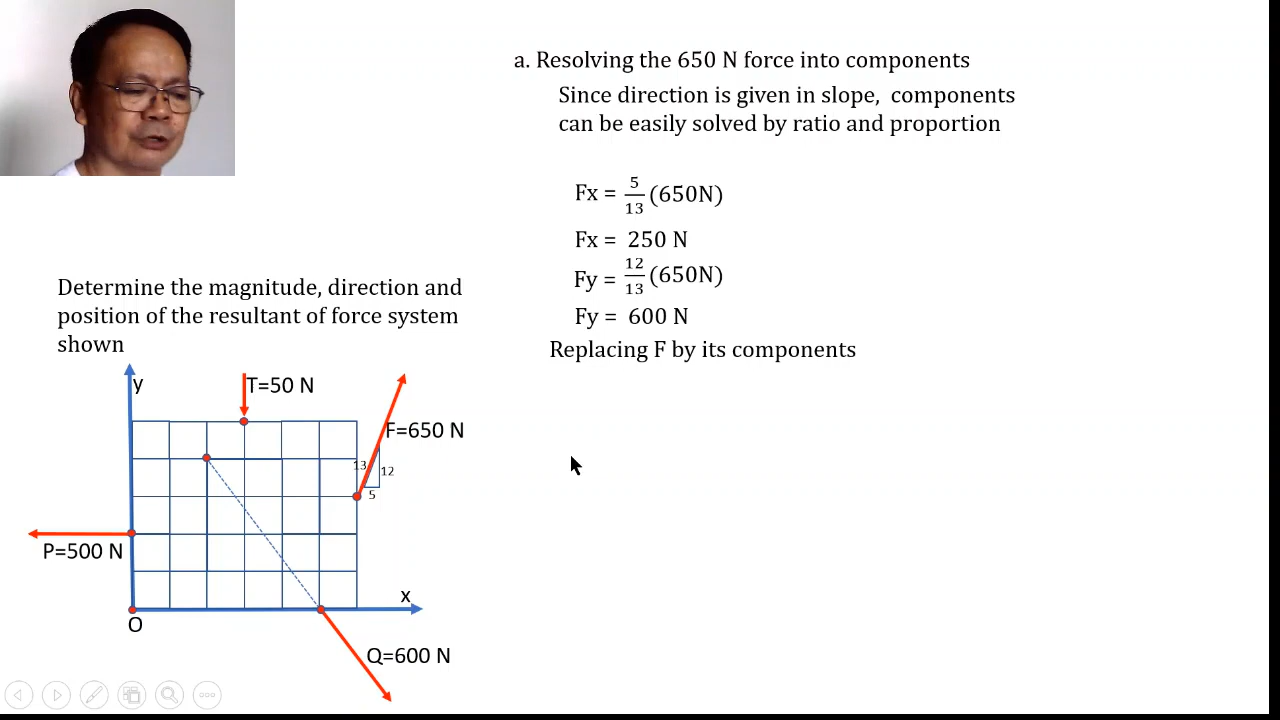 a. Resolving the 650 N force into components
Since direction is given in slope, components
can be easily solved by ratio and proportion
Fx = 5/13 (650N)
Fx = 250 N
Fy = 12/13 (650N)
Fy = 600 N
Replacing F by its components
Determine the magnitude, direction and
position of the resultant of force system
shown
y
T=50 N
F=650 N
13
12
5
P=500 N
x
O
Q=600 N